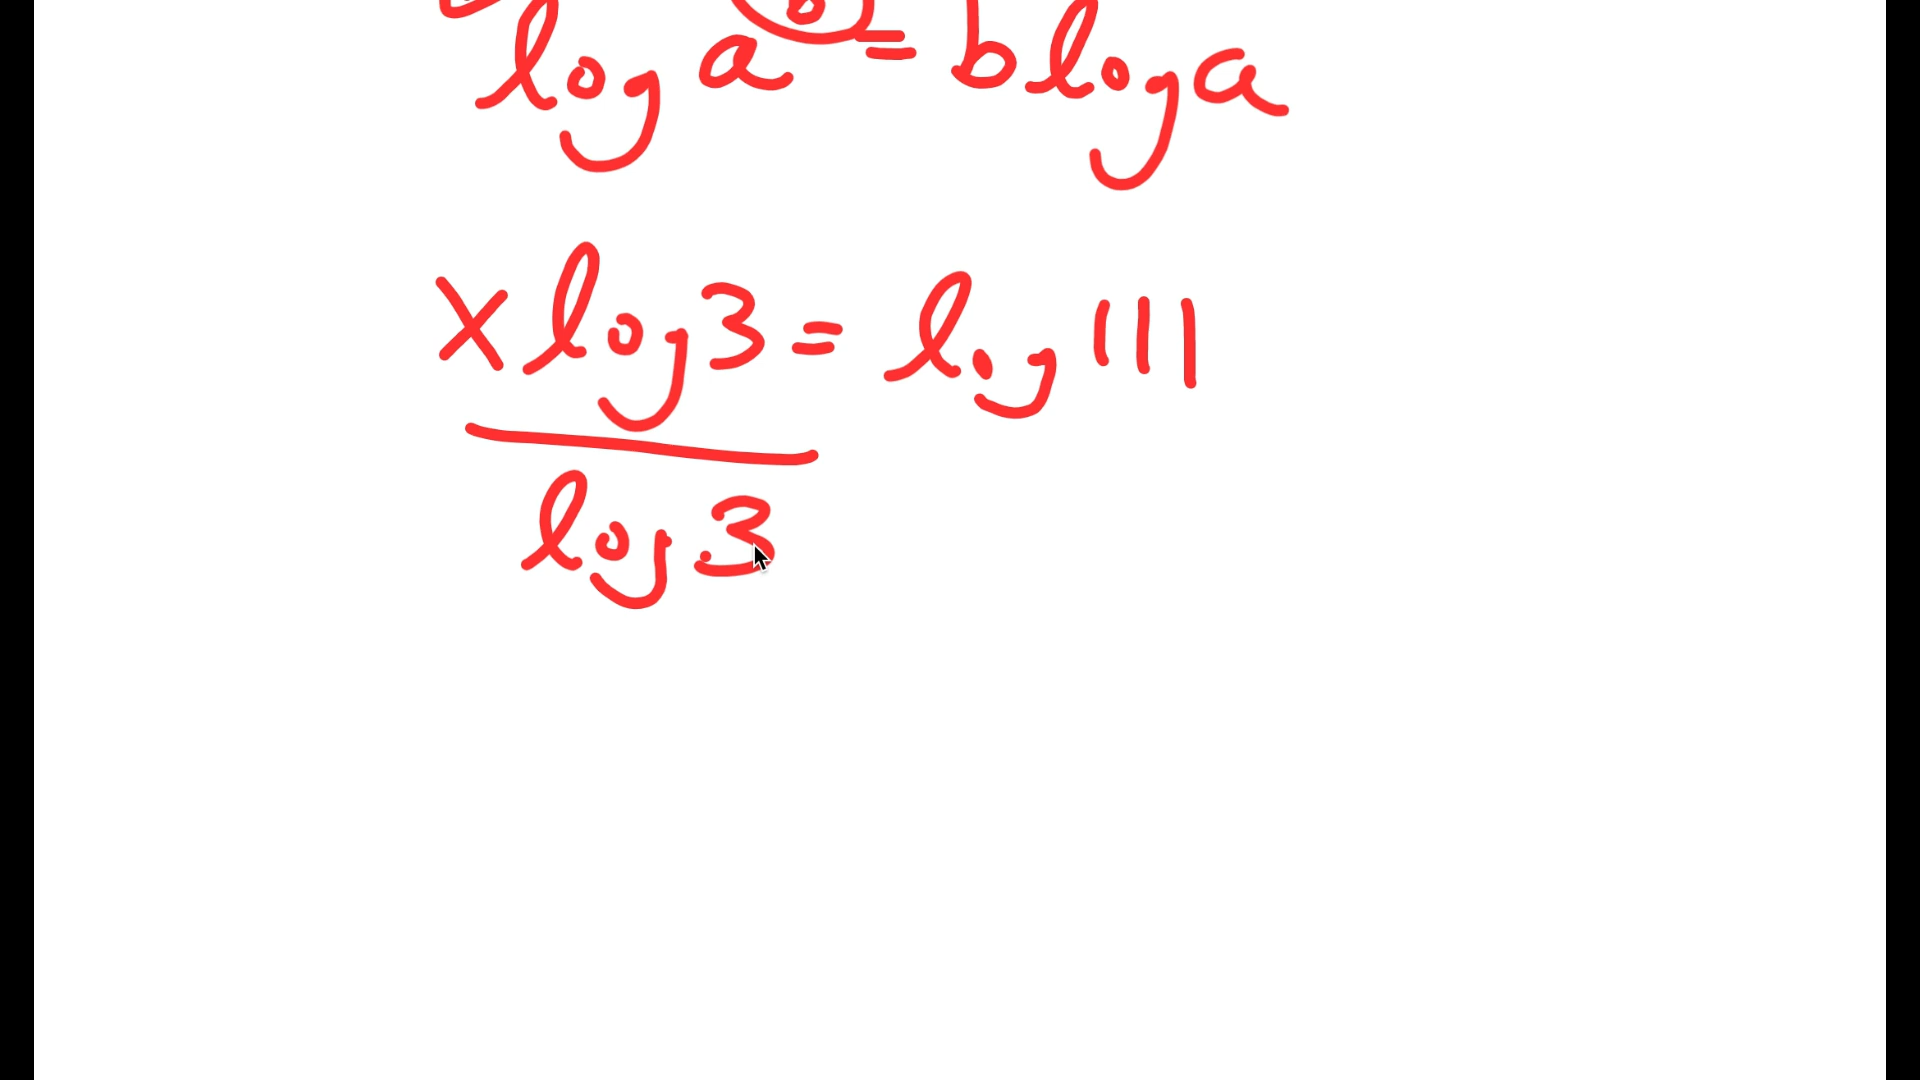 log a^b = b log a
x log 3 = log 111
log 3